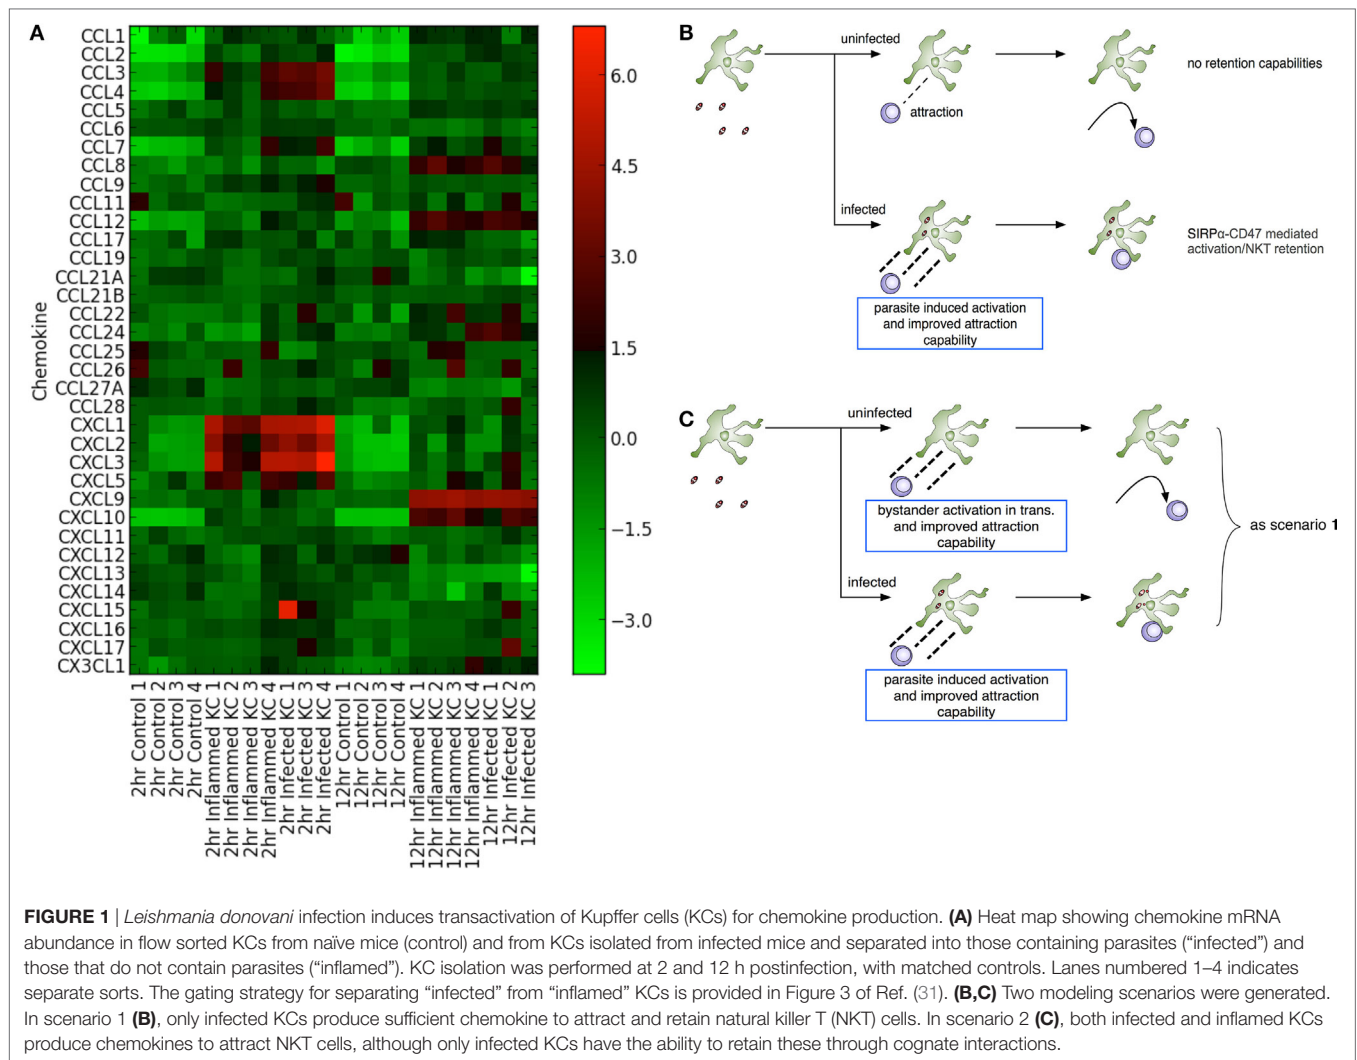 A
Chemokine
CCL1
CCL2
CCL3
CCL4
CCL5
CCL6
CCL7
CCL8
CCL9
CCL11
CCL12
CCL17
CCL19
CCL21A
CCL21B
CCL22
CCL24
CCL25
CCL26
CCL27A
CCL28
CXCL1
CXCL2
CXCL3
CXCL5
CXCL9
CXCL10
CXCL11
CXCL12
CXCL13
CXCL14
CXCL15
CXCL16
CXCL17
CX3CL1
2hr Control 1
2hr Control 2
2hr Control 3
2hr Control 4
2hr Inflammed KC 1
2hr Inflammed KC 2
2hr Inflammed KC 3
2hr Inflammed KC 4
2hr Infected KC 1
2hr Infected KC 2
2hr Infected KC 3
12hr Control 1
12hr Control 2
12hr Control 3
12hr Control 4
12hr Inflammed KC 1
12hr Inflammed KC 2
12hr Inflammed KC 3
12hr Inflammed KC 4
12hr Infected KC 1
12hr Infected KC 2
12hr Infected KC 3
6.0
4.5
3.0
1.5
0.0
−1.5
−3.0
B
uninfected
attraction
no retention capabilities
infected
parasite induced activation
and improved attraction
capability
SIRPα-CD47 mediated
activation/NKT retention
C
uninfected
bystander activation in trans.
and improved attraction
capability
infected
parasite induced activation
and improved attraction
capability
as scenario 1
FIGURE 1 | Leishmania donovani infection induces transactivation of Kupffer cells (KCs) for chemokine production. (A) Heat map showing chemokine mRNA
abundance in flow sorted KCs from naïve mice (control) and from KCs isolated from infected mice and separated into those containing parasites (“infected”) and
those that do not contain parasites (“inflamed”). KC isolation was performed at 2 and 12 h postinfection, with matched controls. Lanes numbered 1–4 indicates
separate sorts. The gating strategy for separating “infected” from “inflamed” KCs is provided in Figure 3 of Ref. (31). (B,C) Two modeling scenarios were generated.
In scenario 1 (B), only infected KCs produce sufficient chemokine to attract and retain natural killer T (NKT) cells. In scenario 2 (C), both infected and inflamed KCs
produce chemokines to attract NKT cells, although only infected KCs have the ability to retain these through cognate interactions.